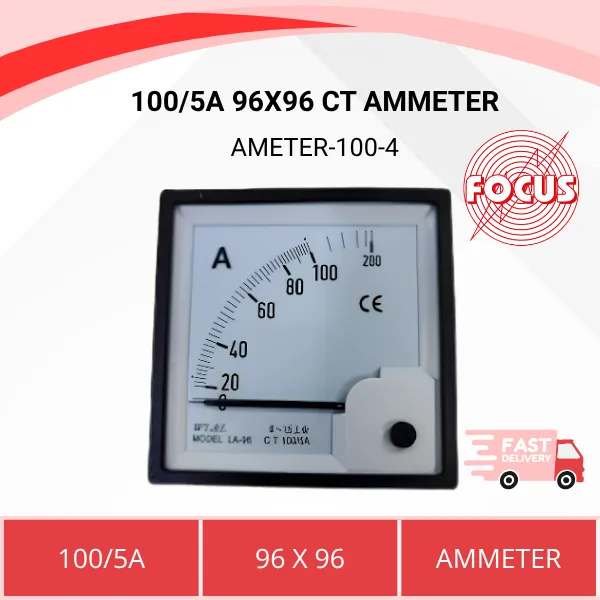 100/5A 96X96 CT AMMETER
AMETER-100-4
FOCUS
A
200
100
80
60
40
20
0
CE
MODEL LA-96 CT 100/5A
FAST
DELIVERY
100/5A
96 X 96
AMMETER